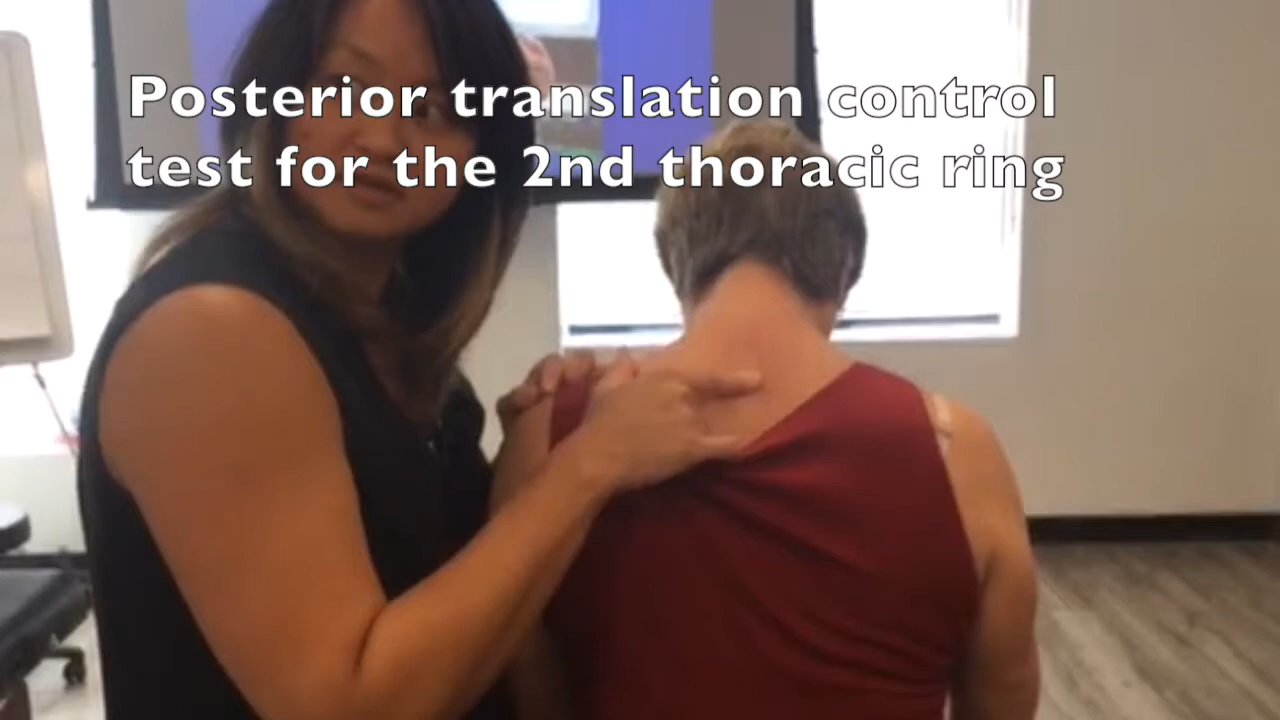 Posterior translation control
test for the 2nd thoracic ring